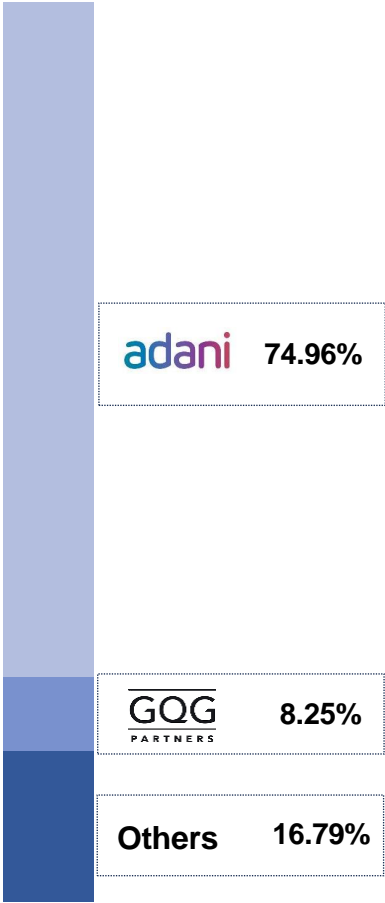 adani 74.96%
GQG
PARTNERS
8.25%
Others 16.79%